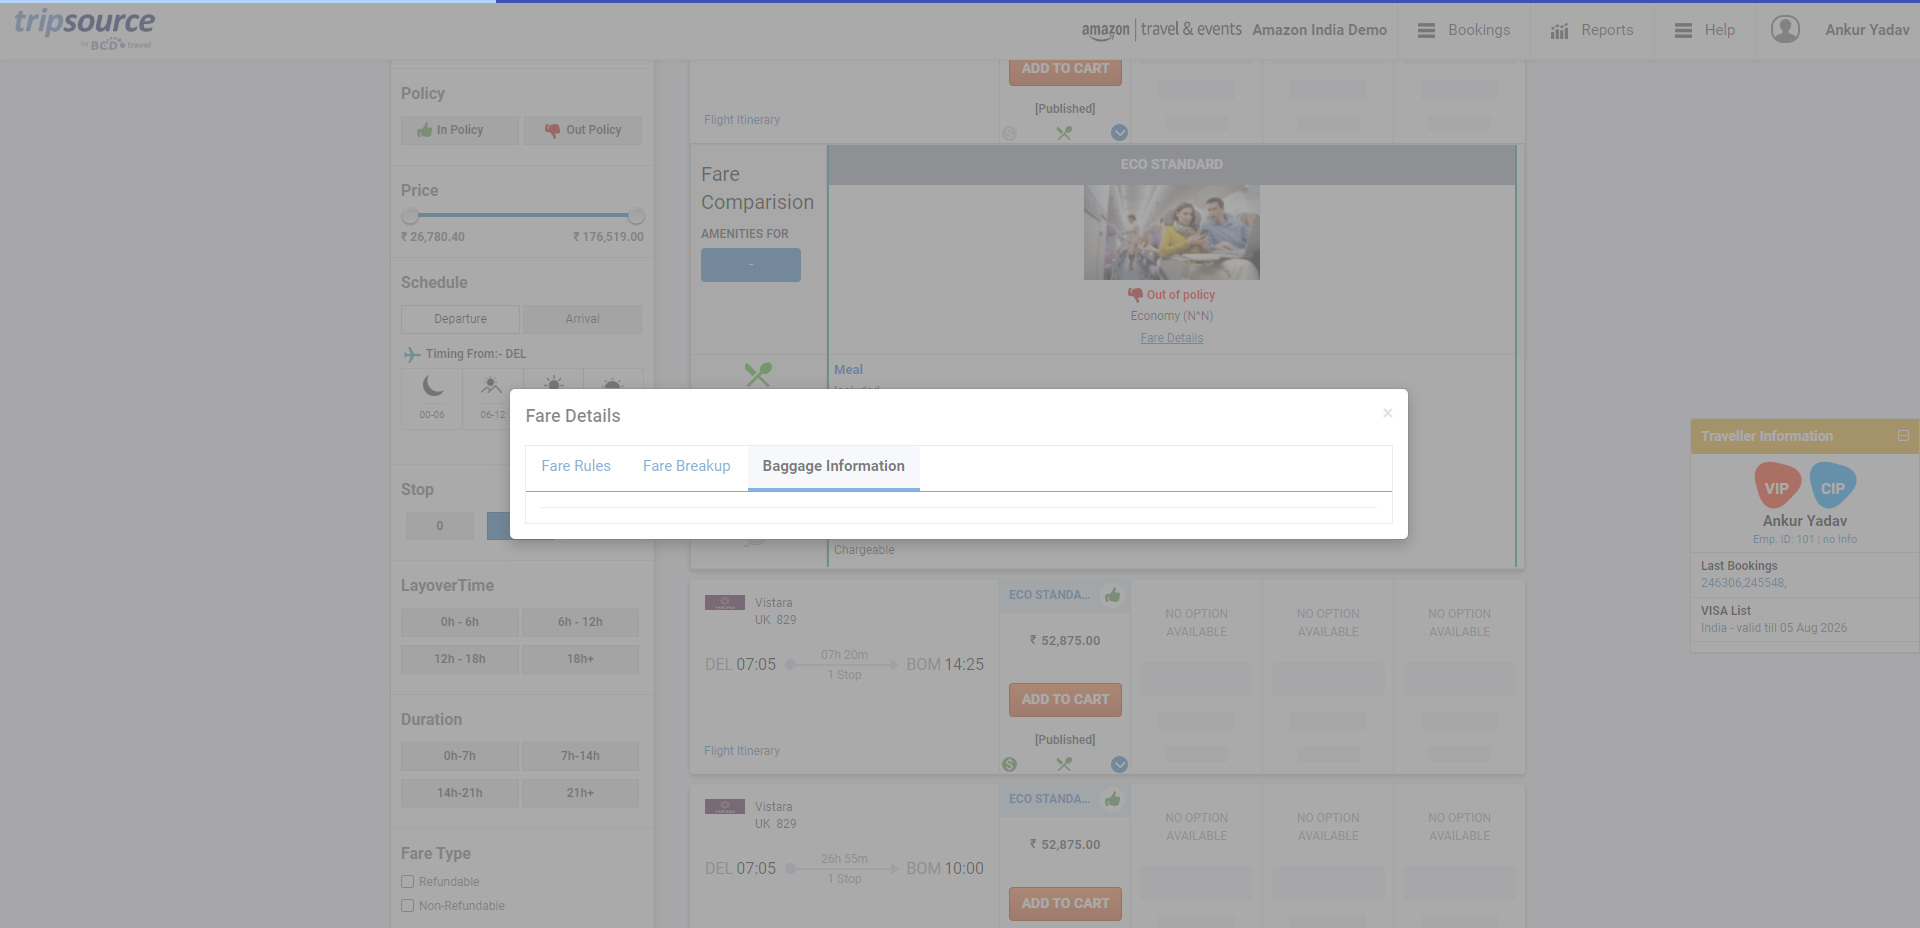 tripsource
by BCD travel
amazon travel & events Amazon India Demo
Bookings
Reports
Help
Ankur Yadav
Policy
In Policy
Out Policy
Price
₹ 26,780.40
₹ 176,519.00
Schedule
Departure
Arrival
Timing From:- DEL
00-06
06-12
Stop
0
LayoverTime
0h - 6h
6h - 12h
12h - 18h
18h+
Duration
0h-7h
7h-14h
14h-21h
21h+
Fare Type
Refundable
Non-Refundable
ADD TO CART
[Published]
Flight Itinerary
Fare
Comparision
AMENITIES FOR
-
ECO STANDARD
Out of policy
Economy (N*N)
Fare Details
Meal
Fare Details
×
Fare Rules
Fare Breakup
Baggage Information
Chargeable
Vistara
UK 829
DEL 07:05
07h 20m
1 Stop
BOM 14:25
Flight Itinerary
ECO STANDA...
₹ 52,875.00
ADD TO CART
[Published]
NO OPTION
AVAILABLE
NO OPTION
AVAILABLE
NO OPTION
AVAILABLE
Vistara
UK 829
DEL 07:05
26h 55m
1 Stop
BOM 10:00
ECO STANDA...
₹ 52,875.00
ADD TO CART
NO OPTION
AVAILABLE
NO OPTION
AVAILABLE
NO OPTION
AVAILABLE
Traveller Information
VIP
CIP
Ankur Yadav
Emp. ID: 101 | no Info
Last Bookings
246306,245548,
VISA List
India - valid till 05 Aug 2026